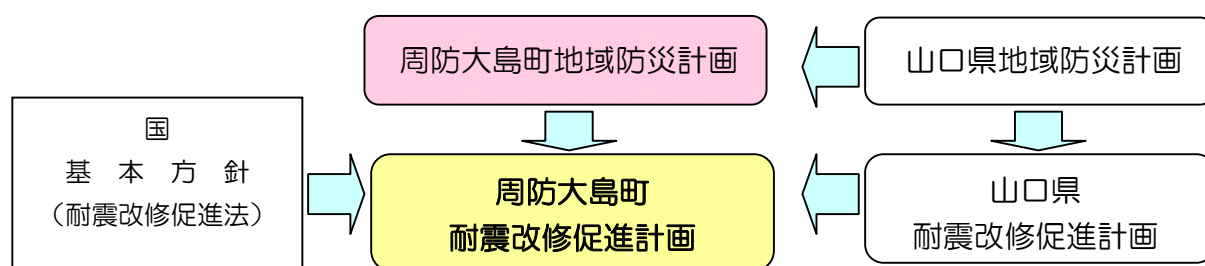 周防大島町地域防災計画
山口県地域防災計画
国
基本方針
（耐震改修促進法）
周防大島町
耐震改修促進計画
山口県
耐震改修促進計画